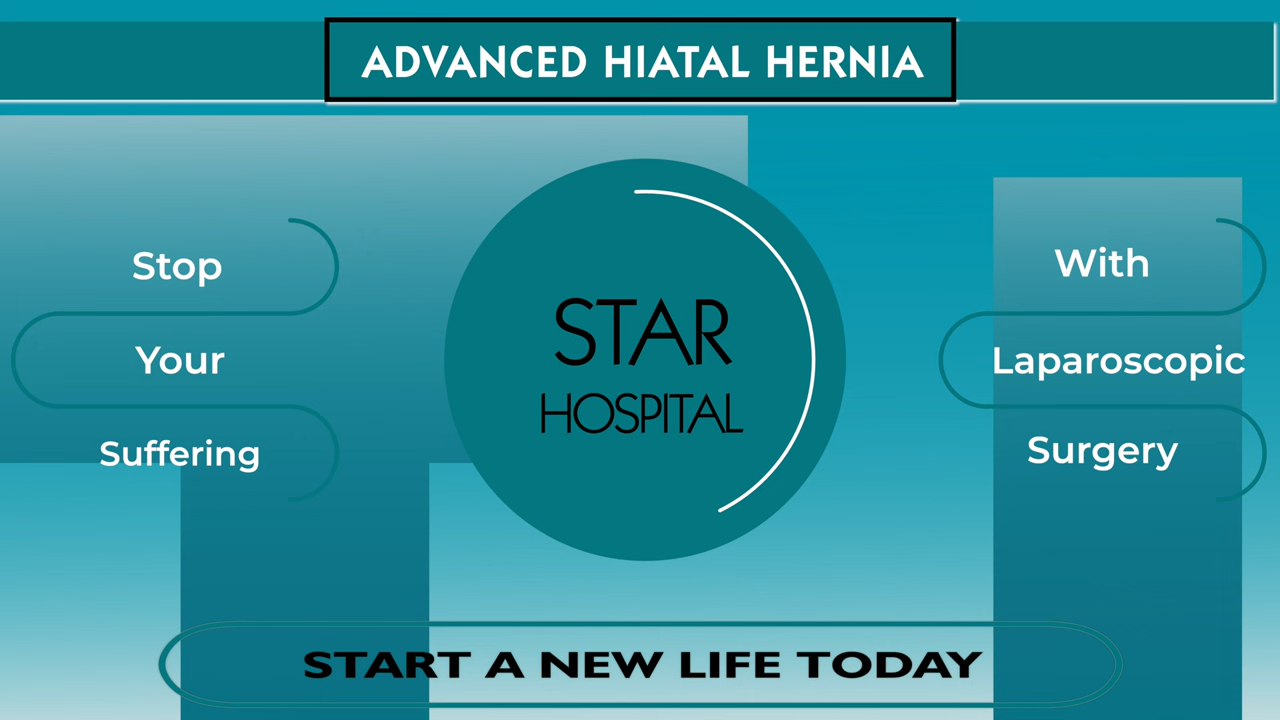 ADVANCED HIATAL HERNIA
Stop
Your
Suffering
STAR
HOSPITAL
With
Laparoscopic
Surgery
START A NEW LIFE TODAY